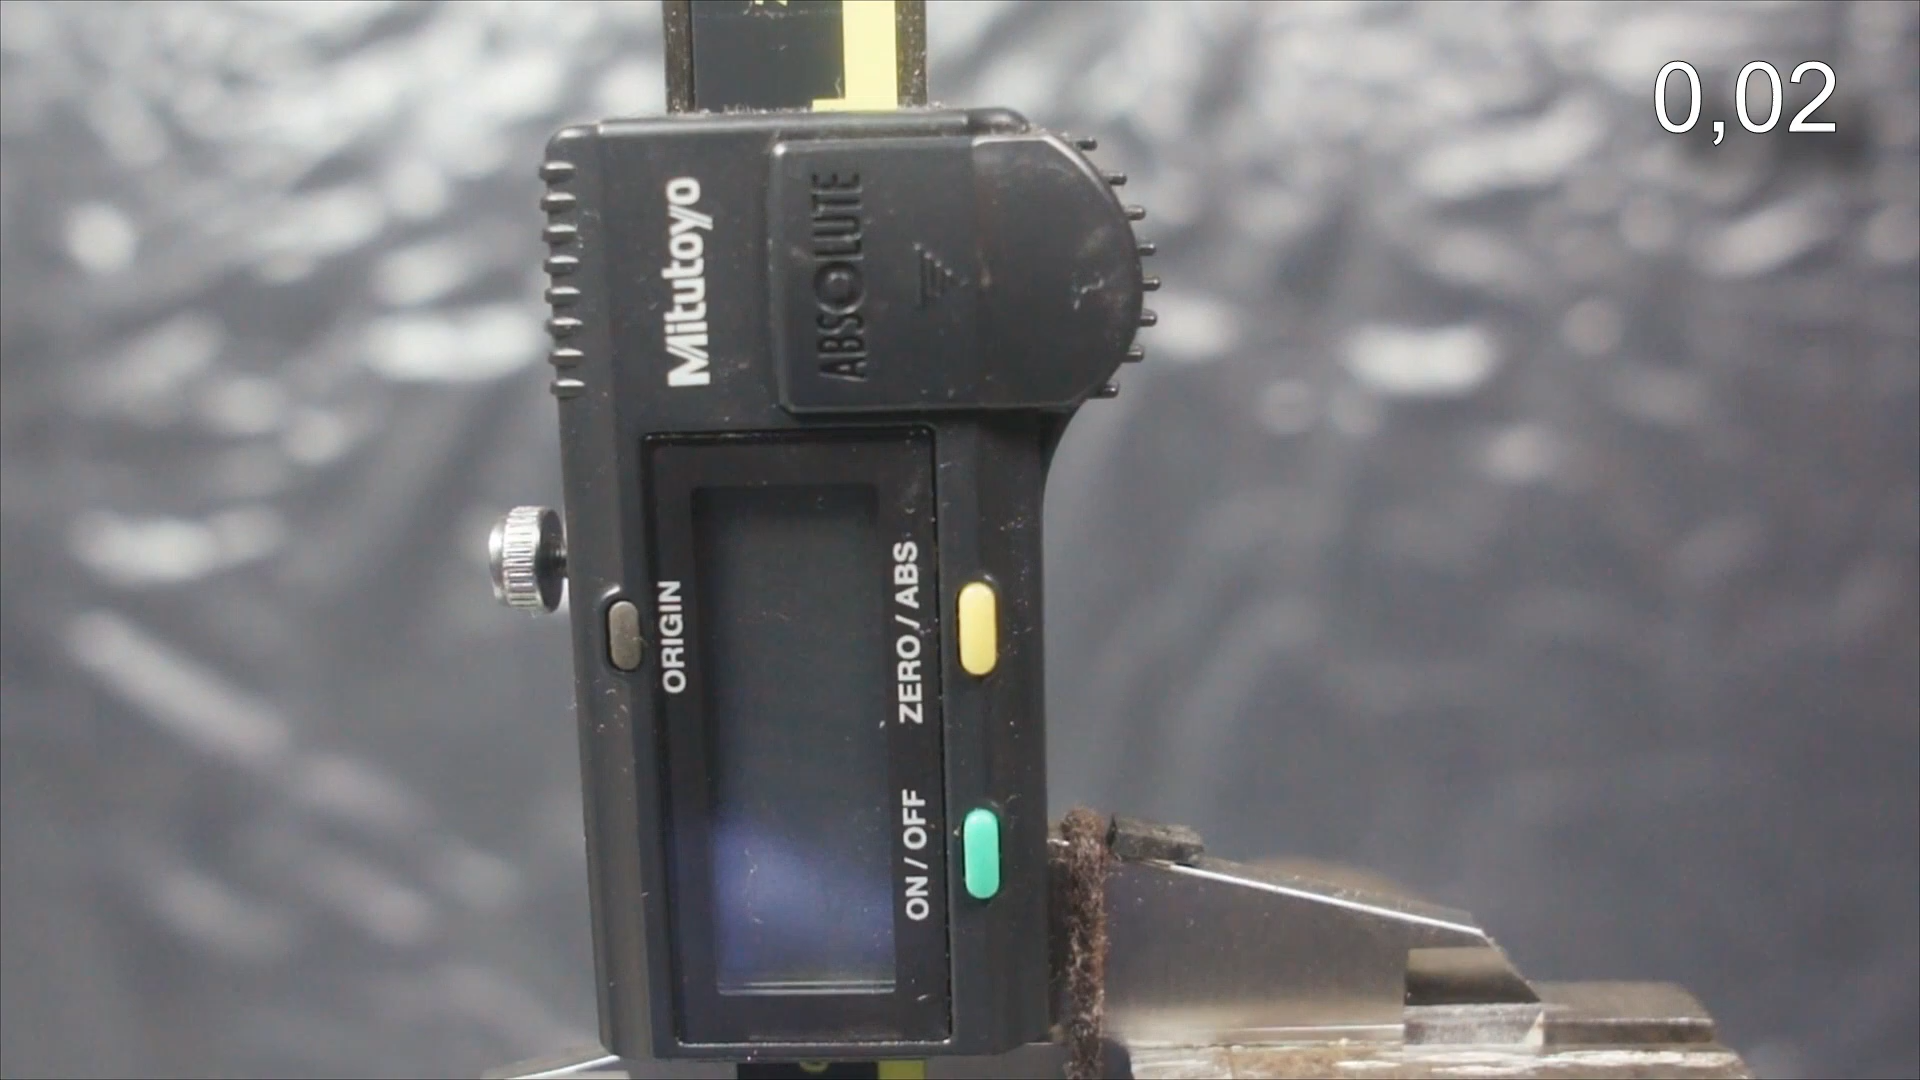 0,02
Mitutoyo
ABSOLUTE
ORIGIN
ZERO / ABS
ON / OFF